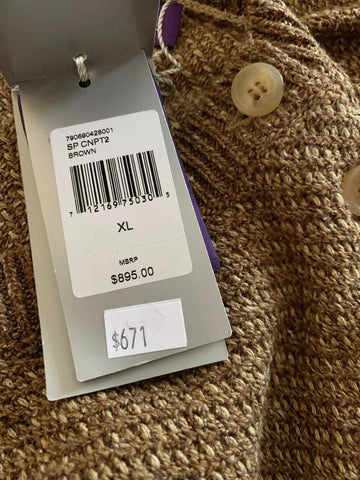 790690428001
SP CNPT2
BROWN
7 12169 75030 5
XL
MSRP
$895.00
$671